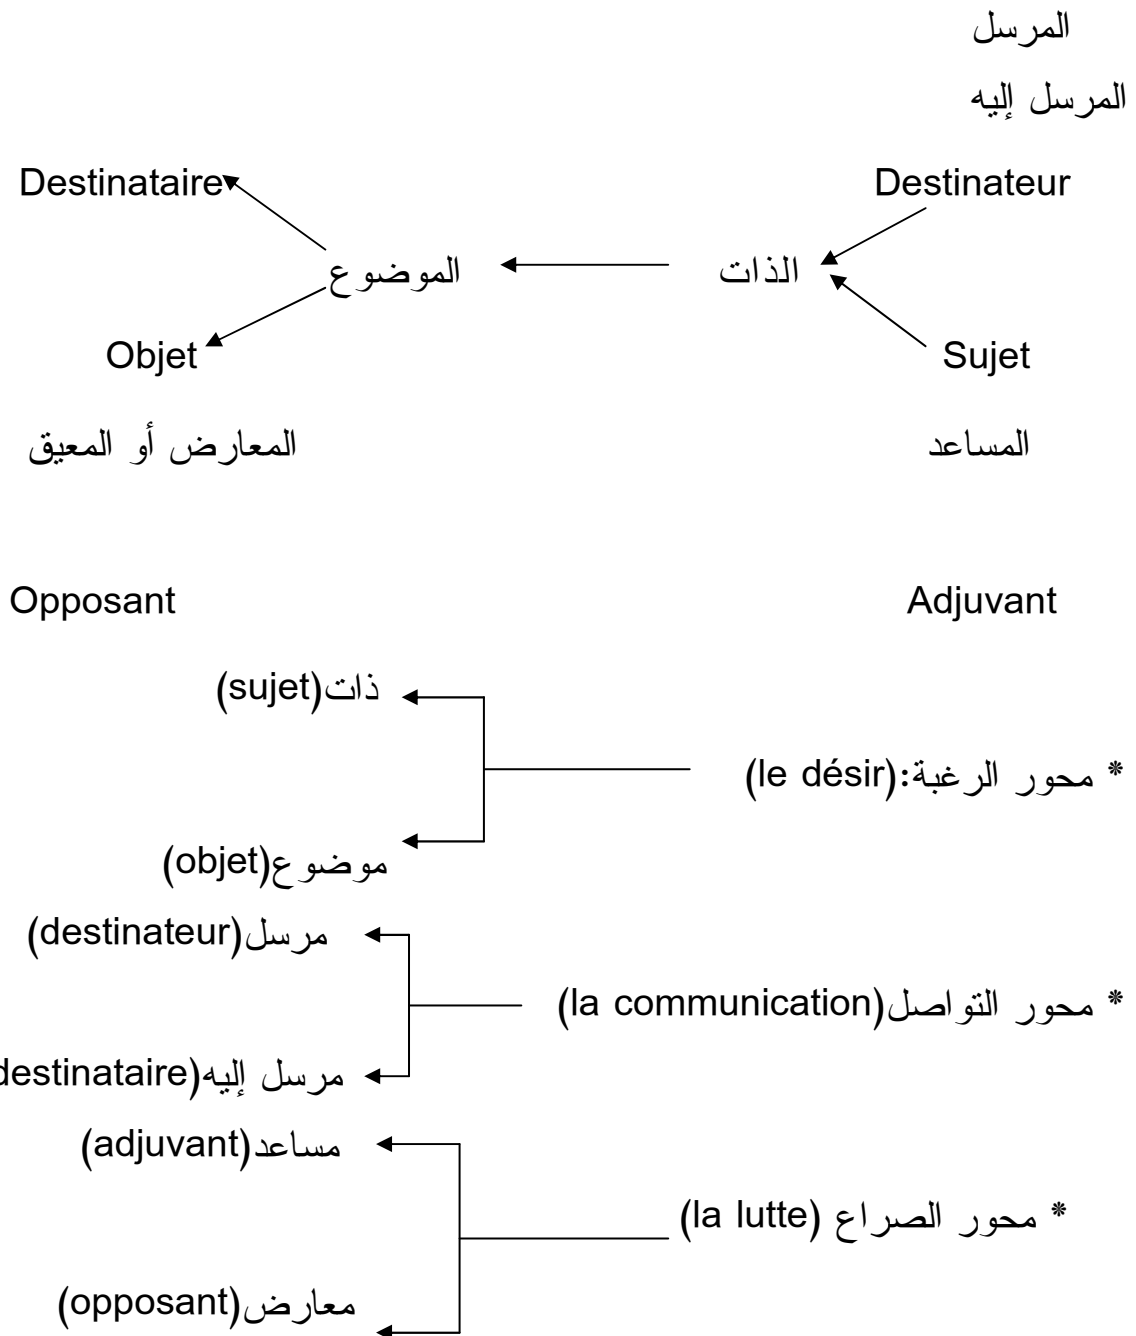 المرسل
المرسل إليه
Destinateur Destinataire
الذات الموضوع
Sujet Objet
المساعد المعارض أو المعيق
Adjuvant Opposant
ذات(sujet)
* محور الرغبة:(le désir)
موضوع(objet)
مرسل(destinateur)
* محور التواصل(la communication)
مرسل إليه(destinataire
مساعد(adjuvant)
* محور الصراع (la lutte)
معارض(opposant)